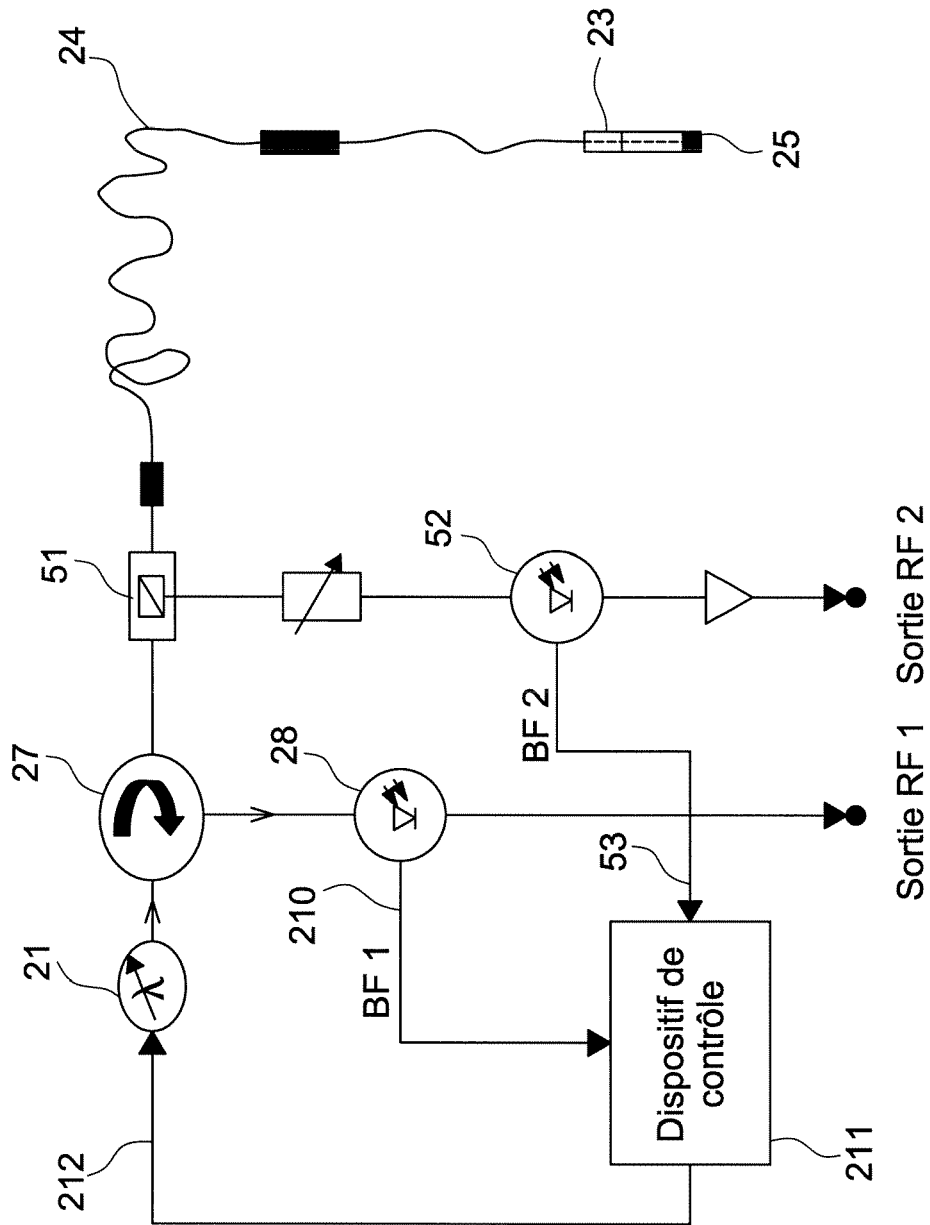 24
23
25
51
52
27
28
BF 2
53
Sortie RF 1
Sortie RF 2
21
λ
210
BF 1
212
Dispositif de
contrôle
211